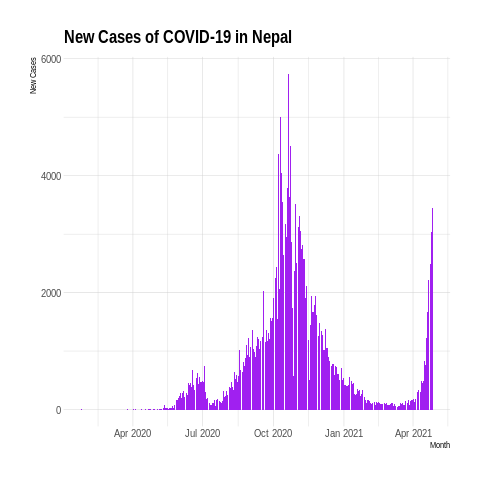 New Cases of COVID-19 in Nepal
New Cases
6000
4000
2000
0
Apr 2020 Jul 2020 Oct 2020 Jan 2021 Apr 2021
Month